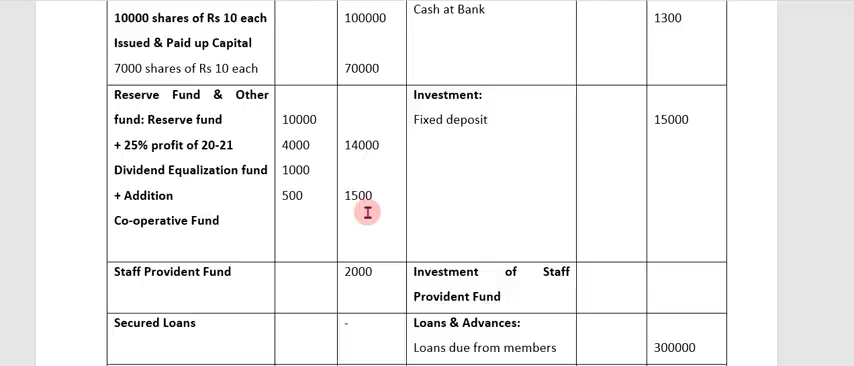 10000 shares of Rs 10 each 100000 Cash at Bank 1300
Issued & Paid up Capital
7000 shares of Rs 10 each 70000
Reserve Fund & Other Investment:
fund: Reserve fund 10000 Fixed deposit 15000
+ 25% profit of 20-21 4000 14000
Dividend Equalization fund 1000
+ Addition 500 1500
Co-operative Fund
Staff Provident Fund 2000 Investment of Staff
Provident Fund
Secured Loans - Loans & Advances:
Loans due from members 300000